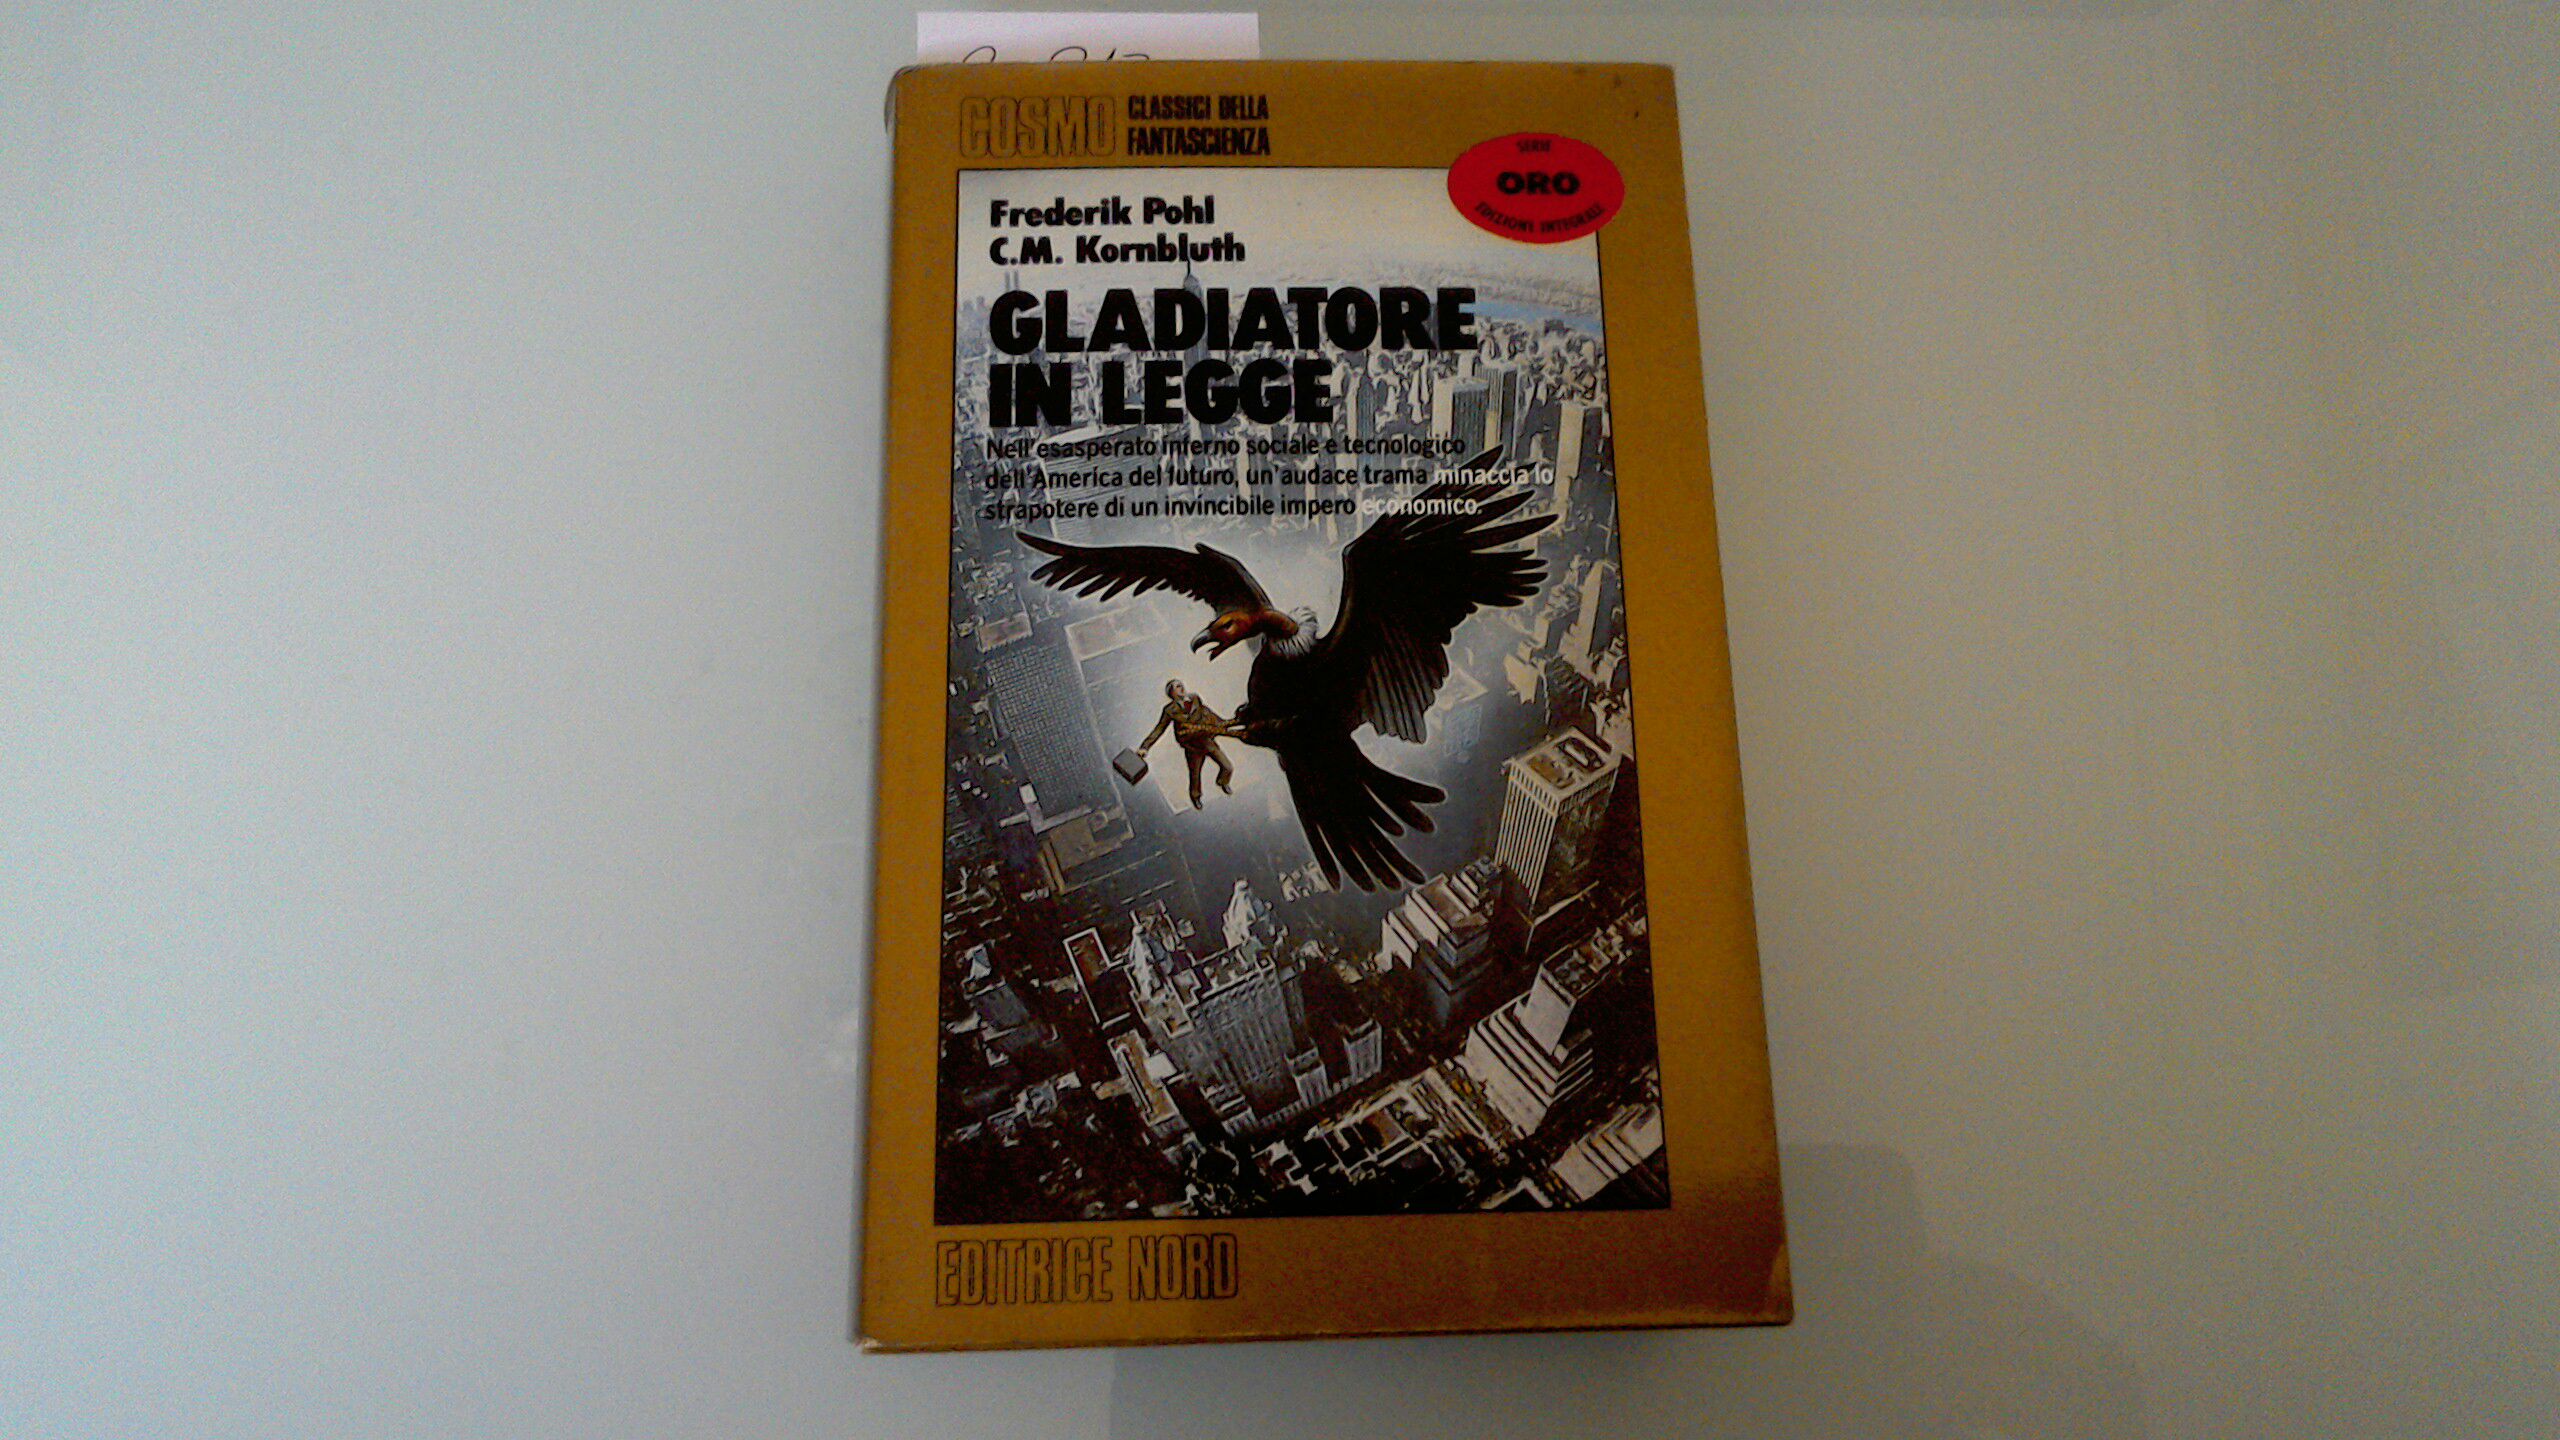 COSMO CLASSICI DELLA
FANTASCIENZA
SERIE
ORO
EDIZIONI INTEGRALI
Frederik Pohl
C.M. Kornbluth
GLADIATORE
IN LEGGE
Nell'esasperato inferno sociale e tecnologico
dell'America del futuro, un'audace trama minaccia lo
strapotere di un invincibile impero economico.
EDITRICE NORD